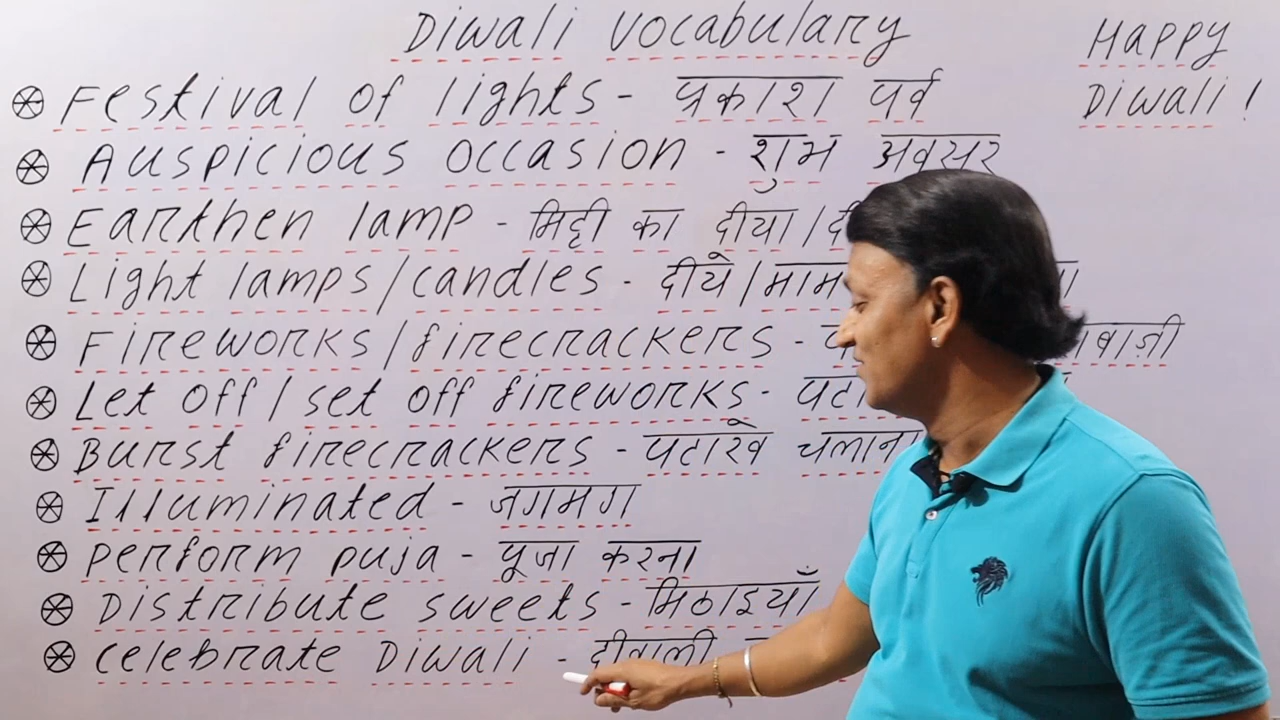 Diwali vocabulary
Happy
Diwali!
Festival of lights - प्रकाश पर्व
Auspicious occasion - शुभ अवसर
Earthen lamp - मिट्टी का दीया /
Light lamps/candles - दीये /
Fireworks/firecrackers -
Let off/set off fireworks -
Burst firecrackers - पटाखे चलाना
Illuminated - जगमग
Perform puja - पूजा करना
Distribute sweets - मिठाइयाँ
Celebrate Diwali - दीवाली